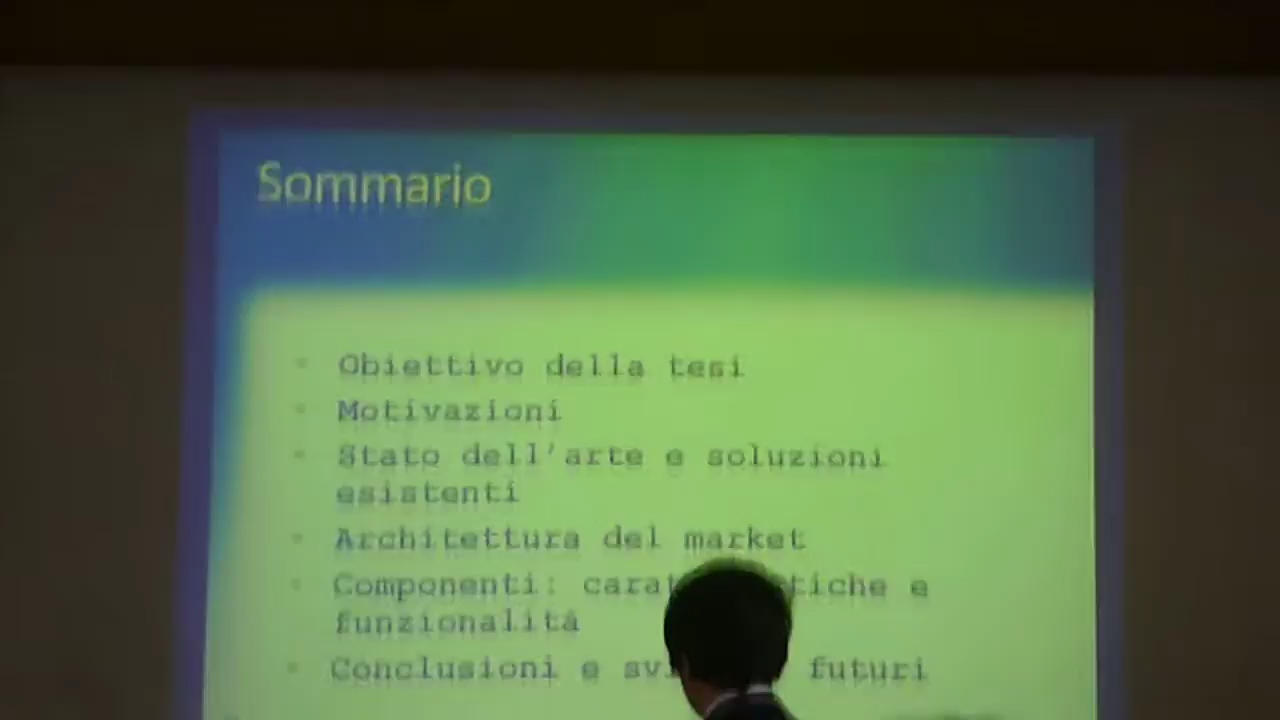 Sommario
Obiettivo della tesi
Motivazioni
Stato dell'arte e soluzioni
esistenti
Architettura del market
Componenti: e
funzionalità
Conclusioni e futuri